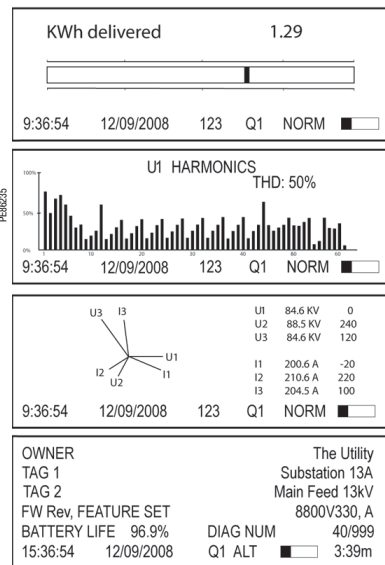 KWh delivered 1.29
9:36:54 12/09/2008 123 Q1 NORM
PE86235
U1 HARMONICS
THD: 50%
100%
50%
0%
1 10 20 30 40 50 60
9:36:54 12/09/2008 123 Q1 NORM
U3 I3
U1
I1
I2
U2
U1 84.6 KV 0
U2 88.5 KV 240
U3 84.6 KV 120
I1 200.6 A -20
I2 210.6 A 220
I3 204.5 A 100
9:36:54 12/09/2008 123 Q1 NORM
OWNER The Utility
TAG 1 Substation 13A
TAG 2 Main Feed 13kV
FW Rev, FEATURE SET 8800V330, A
BATTERY LIFE 96.9% DIAG NUM 40/999
15:36:54 12/09/2008 Q1 ALT 3:39m